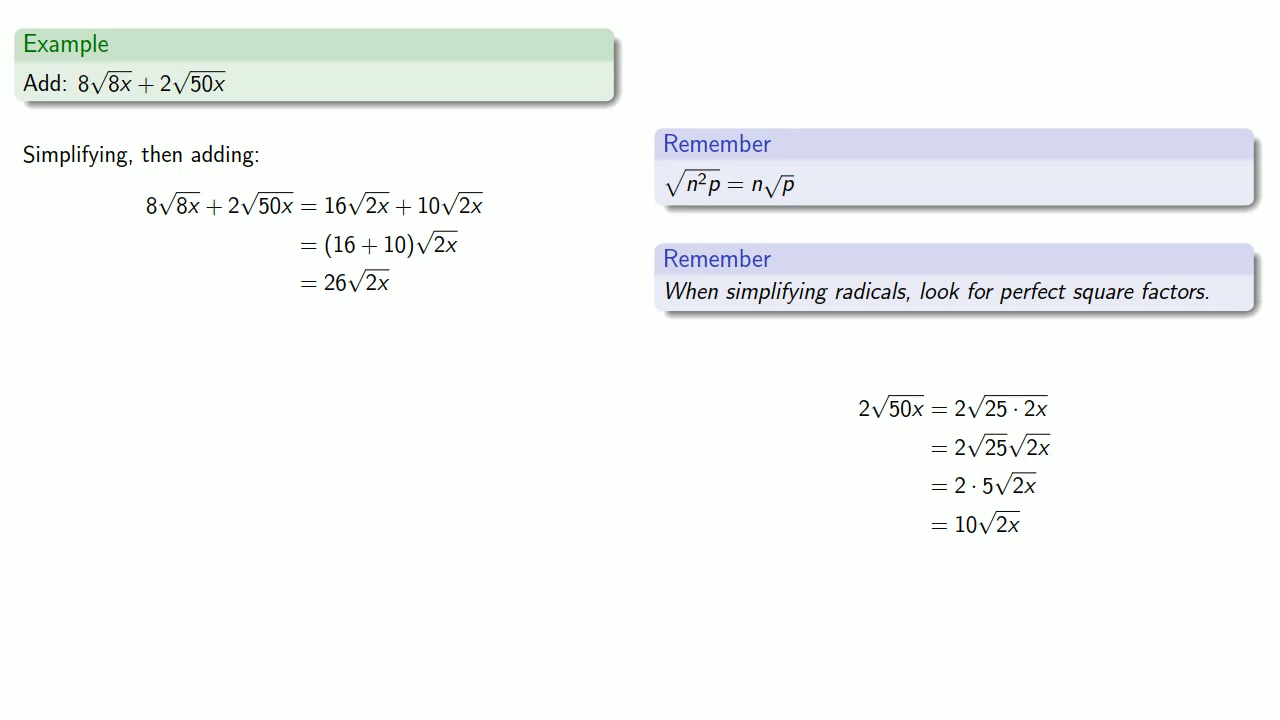 Example
Add: 8√8x + 2√50x
Simplifying, then adding:
8√8x + 2√50x = 16√2x + 10√2x
= (16 + 10)√2x
= 26√2x
Remember
√n²p = n√p
Remember
When simplifying radicals, look for perfect square factors.
2√50x = 2√25 · 2x
= 2√25√2x
= 2 · 5√2x
= 10√2x